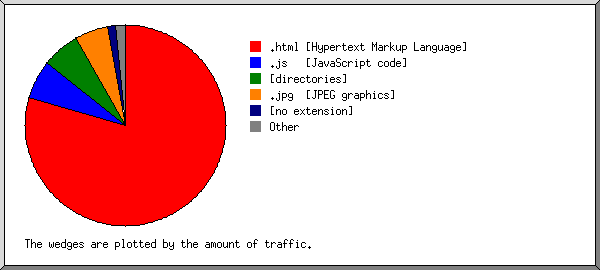 .html [Hypertext Markup Language]
.js   [JavaScript code]
[directories]
.jpg  [JPEG graphics]
[no extension]
Other
The wedges are plotted by the amount of traffic.